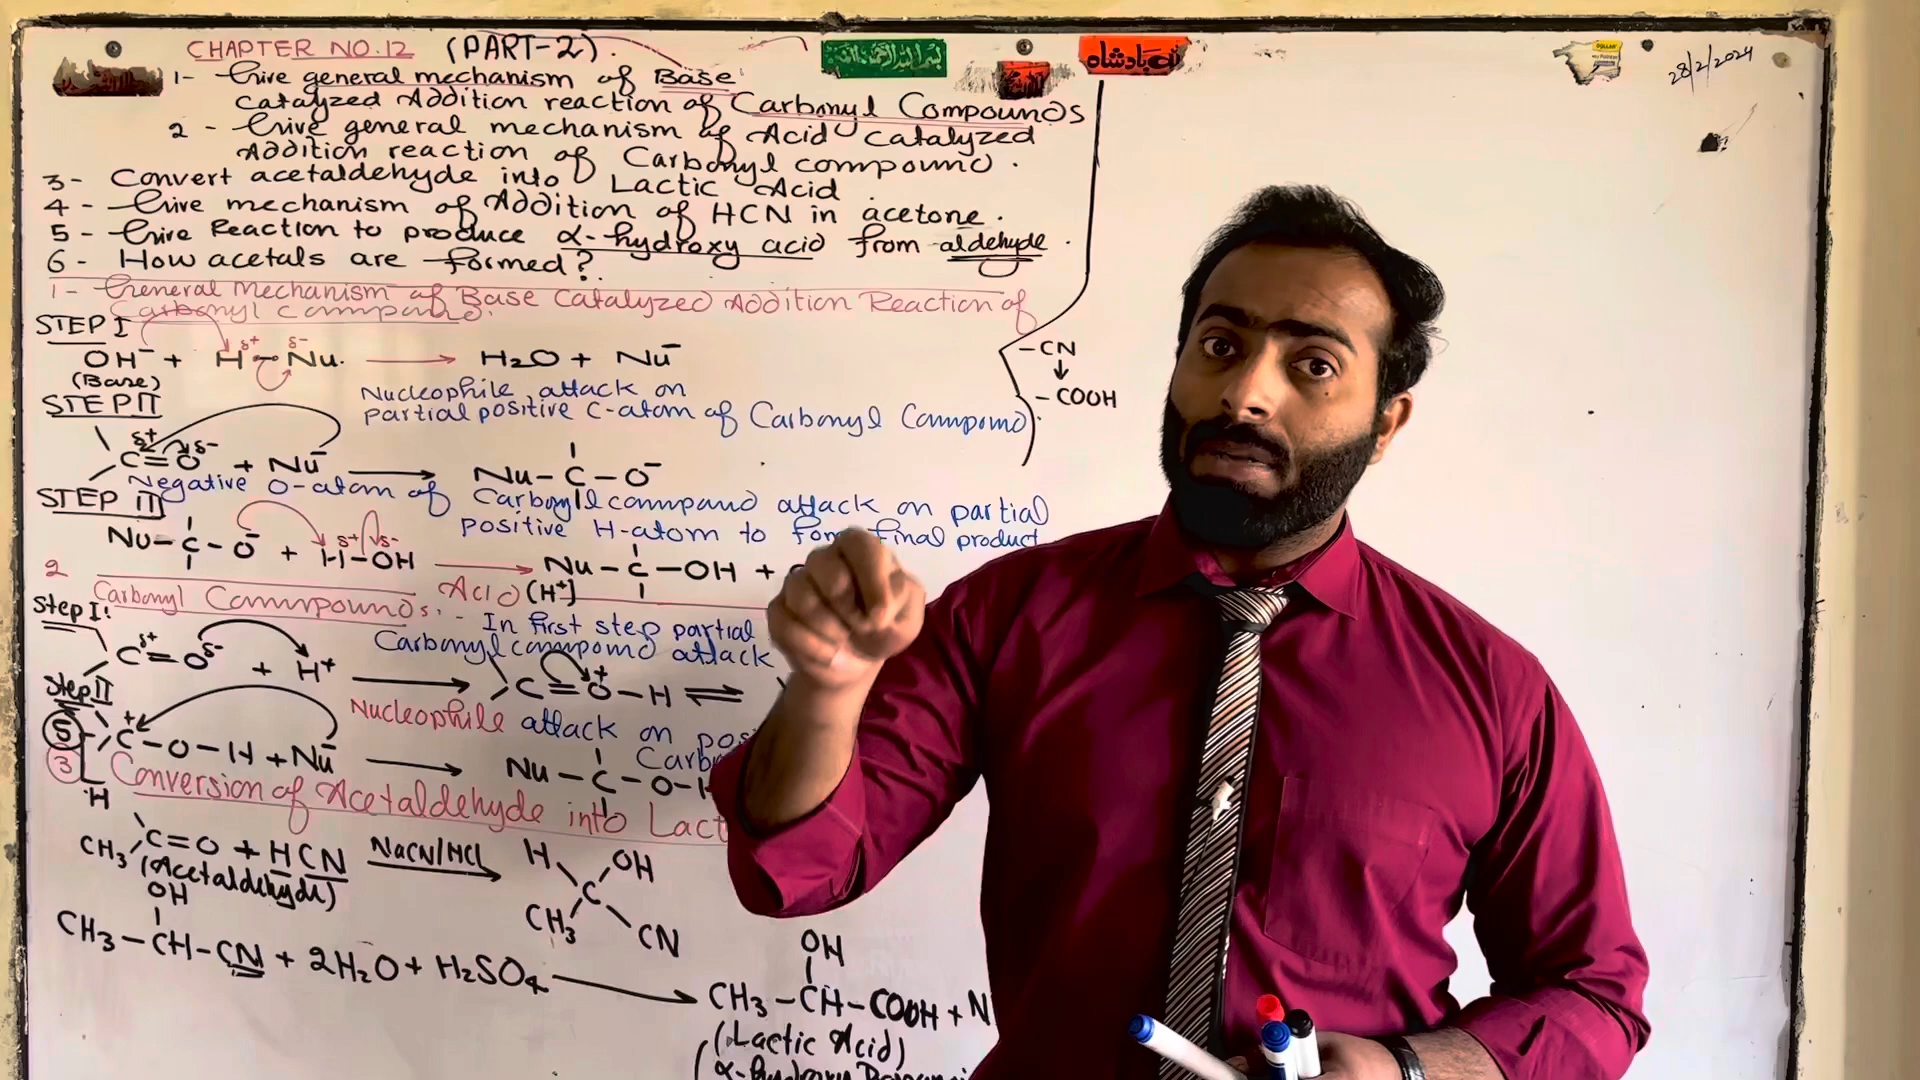 CHAPTER NO.12 (PART-2).
28/2/2024
1- Give general mechanism of Base
Catalyzed Addition reaction of Carbonyl Compounds
2 - Give general mechanism of Acid Catalyzed
Addition reaction of Carbonyl compound.
3- Convert acetaldehyde into Lactic Acid.
4- Give mechanism of Addition of HCN in acetone.
5- Give Reaction to produce α-hydroxy acid from aldehyde.
6- How acetals are formed?
1- General Mechanism of Base Catalyzed Addition Reaction of
Carbonyl Compound.
STEP I
OH⁻ + H δ+ - Nu δ- → H2O + Nu⁻
(Base)
-CN
↓
-COOH
STEP II
Nucleophile attack on
partial positive C-atom of Carbonyl Compound.
C δ+ = O δ- + Nu⁻ → Nu-C-O⁻
STEP III
Negative O-atom of Carbonyl compound attack on partial
positive H-atom to form final product
Nu-C-O⁻ + H δ+ -OH δ- → Nu-C-OH +
2 Acid (H⁺)
Carbonyl Compounds.
Step I:
In first step partial
Carbonyl compound attack
C δ+ = O δ- + H⁺ → C=O⁺-H ⇌
Step II
Nucleophile attack on
C⁺-O-H + Nu⁻ → Nu-C-O-H
5
3 Conversion of Acetaldehyde into
H
C=O + HCN NaCN/HCl → H OH
CH3 C
(Acetaldehyde) CH3 CN
OH
CH3-CH-CN + 2H2O + H2SO4 →
OH
CH3-CH-COOH + N
(Lactic Acid)